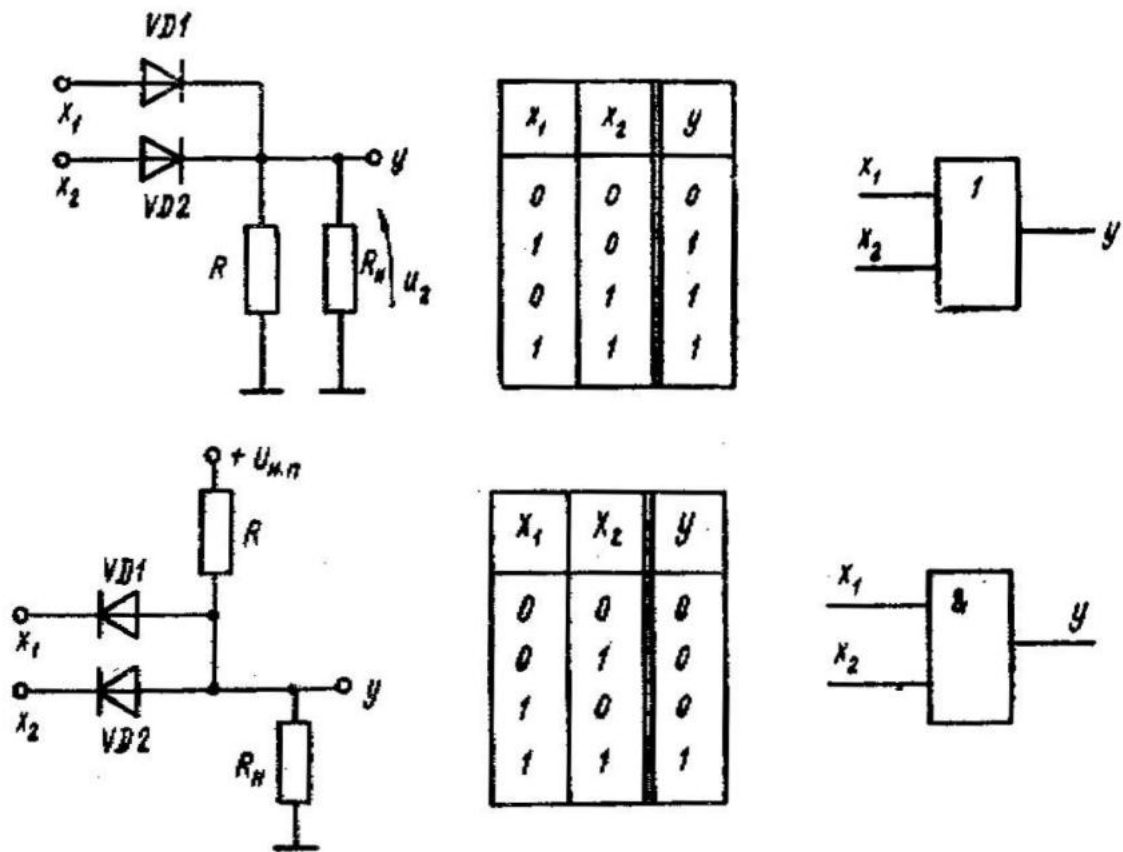 VD1
X₁
X₂
VD2
y
R
Rн
U₂
X₁ X₂ y
0 0 0
1 0 1
0 1 1
1 1 1
X₁
X₂
1
y
+ Uи.п
R
VD1
X₁
X₂
VD2
y
Rн
X₁ X₂ y
0 0 0
0 1 0
1 0 0
1 1 1
X₁
X₂
&
y